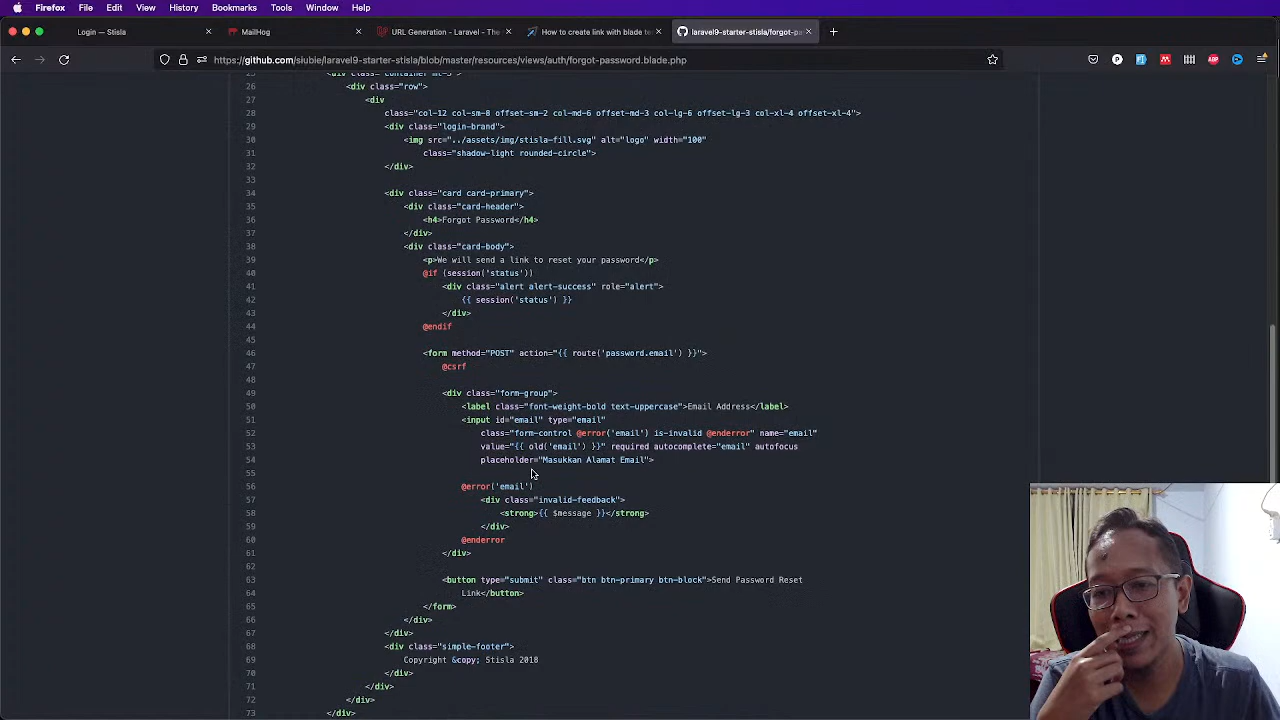 Firefox File Edit View History Bookmarks Tools Window Help
Login — Stisla
MailHog
URL Generation - Laravel - The
How to create link with blade te
laravel9-starter-stisla/forgot-pa
https://github.com/siubie/laravel9-starter-stisla/blob/master/resources/views/auth/forgot-password.blade.php
25 <div class="container mt-5">
26 <div class="row">
27 <div
28 class="col-12 col-sm-8 offset-sm-2 col-md-6 offset-md-3 col-lg-6 offset-lg-3 col-xl-4 offset-xl-4">
29 <div class="login-brand">
30 <img src="../assets/img/stisla-fill.svg" alt="logo" width="100"
31 class="shadow-light rounded-circle">
32 </div>
33
34 <div class="card card-primary">
35 <div class="card-header">
36 <h4>Forgot Password</h4>
37 </div>
38 <div class="card-body">
39 <p>We will send a link to reset your password</p>
40 @if (session('status'))
41 <div class="alert alert-success" role="alert">
42 {{ session('status') }}
43 </div>
44 @endif
45
46 <form method="POST" action="{{ route('password.email') }}">
47 @csrf
48
49 <div class="form-group">
50 <label class="font-weight-bold text-uppercase">Email Address</label>
51 <input id="email" type="email"
52 class="form-control @error('email') is-invalid @enderror" name="email"
53 value="{{ old('email') }}" required autocomplete="email" autofocus
54 placeholder="Masukkan Alamat Email">
55
56 @error('email')
57 <div class="invalid-feedback">
58 <strong>{{ $message }}</strong>
59 </div>
60 @enderror
61 </div>
62
63 <button type="submit" class="btn btn-primary btn-block">Send Password Reset
64 Link</button>
65 </form>
66 </div>
67 </div>
68 <div class="simple-footer">
69 Copyright &copy; Stisla 2018
70 </div>
71 </div>
72 </div>
73 </div>